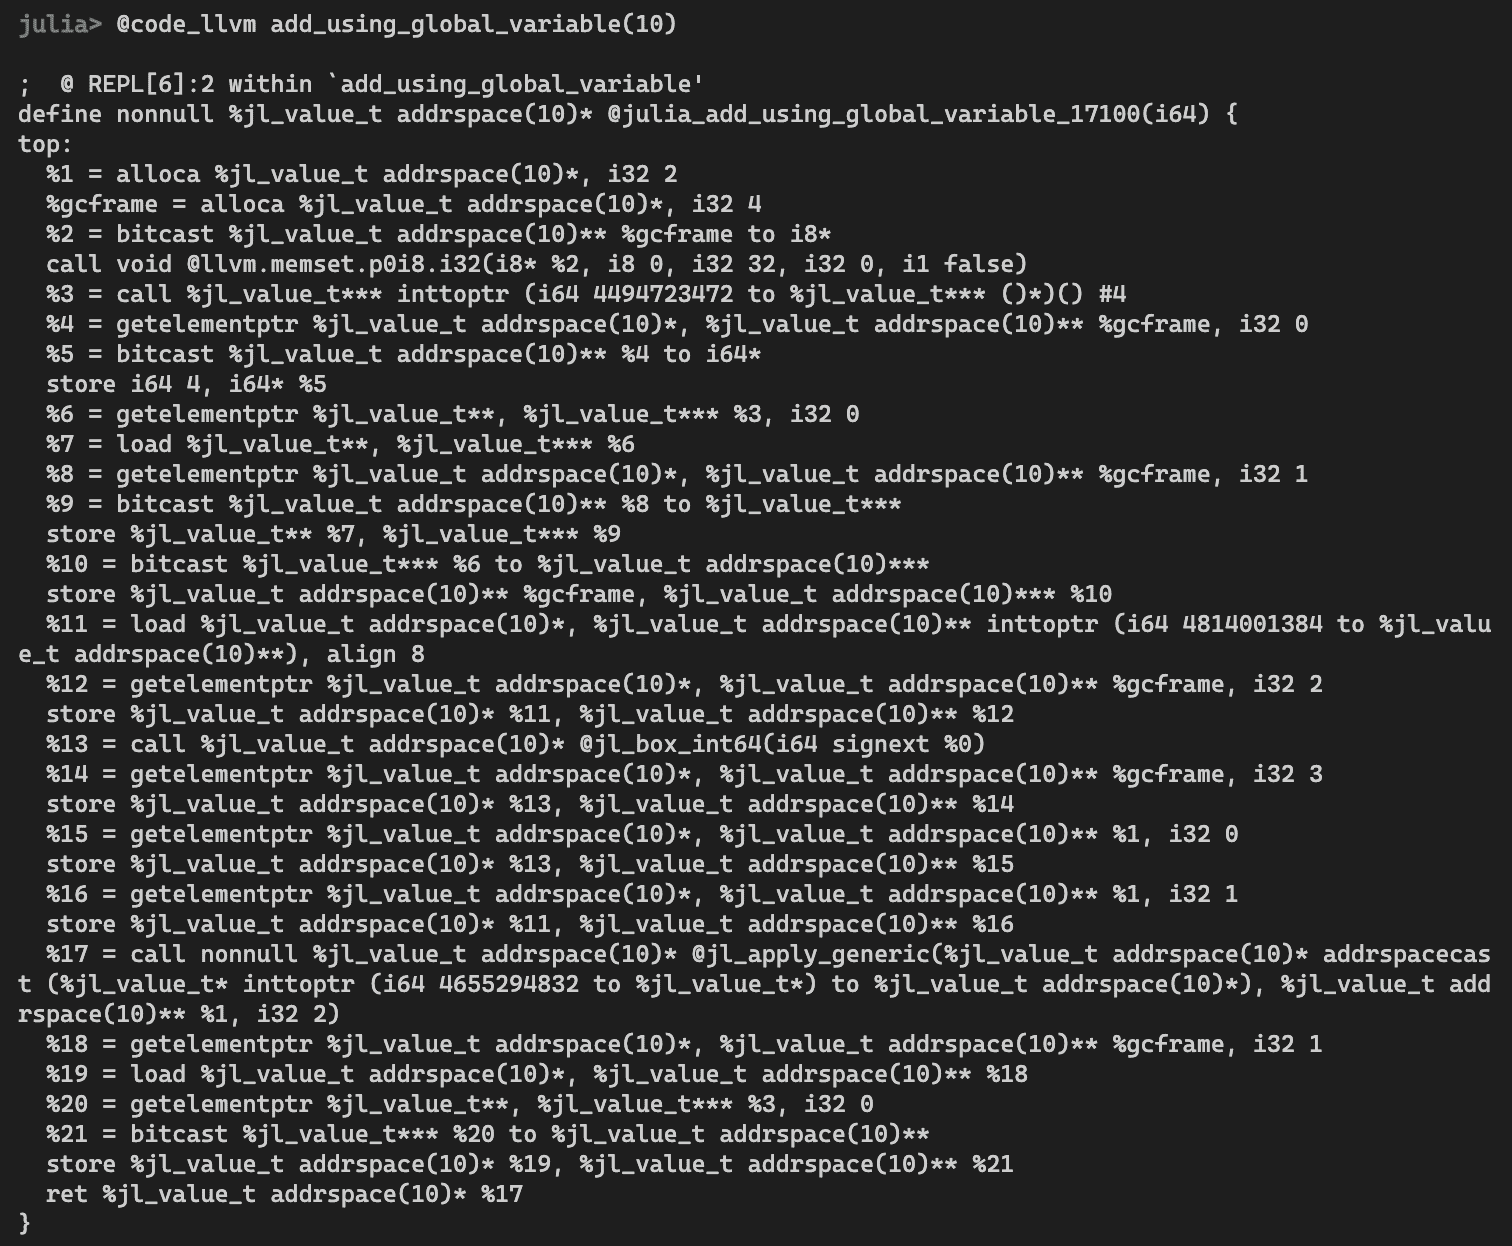 julia> @code_llvm add_using_global_variable(10)

;  @ REPL[6]:2 within `add_using_global_variable'
define nonnull %jl_value_t addrspace(10)* @julia_add_using_global_variable_17100(i64) {
top:
  %1 = alloca %jl_value_t addrspace(10)*, i32 2
  %gcframe = alloca %jl_value_t addrspace(10)*, i32 4
  %2 = bitcast %jl_value_t addrspace(10)** %gcframe to i8*
  call void @llvm.memset.p0i8.i32(i8* %2, i8 0, i32 32, i32 0, i1 false)
  %3 = call %jl_value_t*** inttoptr (i64 4494723472 to %jl_value_t*** ()*)() #4
  %4 = getelementptr %jl_value_t addrspace(10)*, %jl_value_t addrspace(10)** %gcframe, i32 0
  %5 = bitcast %jl_value_t addrspace(10)** %4 to i64*
  store i64 4, i64* %5
  %6 = getelementptr %jl_value_t**, %jl_value_t*** %3, i32 0
  %7 = load %jl_value_t**, %jl_value_t*** %6
  %8 = getelementptr %jl_value_t addrspace(10)*, %jl_value_t addrspace(10)** %gcframe, i32 1
  %9 = bitcast %jl_value_t addrspace(10)** %8 to %jl_value_t***
  store %jl_value_t** %7, %jl_value_t*** %9
  %10 = bitcast %jl_value_t*** %6 to %jl_value_t addrspace(10)***
  store %jl_value_t addrspace(10)** %gcframe, %jl_value_t addrspace(10)*** %10
  %11 = load %jl_value_t addrspace(10)*, %jl_value_t addrspace(10)** inttoptr (i64 4814001384 to %jl_valu
e_t addrspace(10)**), align 8
  %12 = getelementptr %jl_value_t addrspace(10)*, %jl_value_t addrspace(10)** %gcframe, i32 2
  store %jl_value_t addrspace(10)* %11, %jl_value_t addrspace(10)** %12
  %13 = call %jl_value_t addrspace(10)* @jl_box_int64(i64 signext %0)
  %14 = getelementptr %jl_value_t addrspace(10)*, %jl_value_t addrspace(10)** %gcframe, i32 3
  store %jl_value_t addrspace(10)* %13, %jl_value_t addrspace(10)** %14
  %15 = getelementptr %jl_value_t addrspace(10)*, %jl_value_t addrspace(10)** %1, i32 0
  store %jl_value_t addrspace(10)* %13, %jl_value_t addrspace(10)** %15
  %16 = getelementptr %jl_value_t addrspace(10)*, %jl_value_t addrspace(10)** %1, i32 1
  store %jl_value_t addrspace(10)* %11, %jl_value_t addrspace(10)** %16
  %17 = call nonnull %jl_value_t addrspace(10)* @jl_apply_generic(%jl_value_t addrspace(10)* addrspacecas
t (%jl_value_t* inttoptr (i64 4655294832 to %jl_value_t*) to %jl_value_t addrspace(10)*), %jl_value_t add
rspace(10)** %1, i32 2)
  %18 = getelementptr %jl_value_t addrspace(10)*, %jl_value_t addrspace(10)** %gcframe, i32 1
  %19 = load %jl_value_t addrspace(10)*, %jl_value_t addrspace(10)** %18
  %20 = getelementptr %jl_value_t**, %jl_value_t*** %3, i32 0
  %21 = bitcast %jl_value_t*** %20 to %jl_value_t addrspace(10)**
  store %jl_value_t addrspace(10)* %19, %jl_value_t addrspace(10)** %21
  ret %jl_value_t addrspace(10)* %17
}